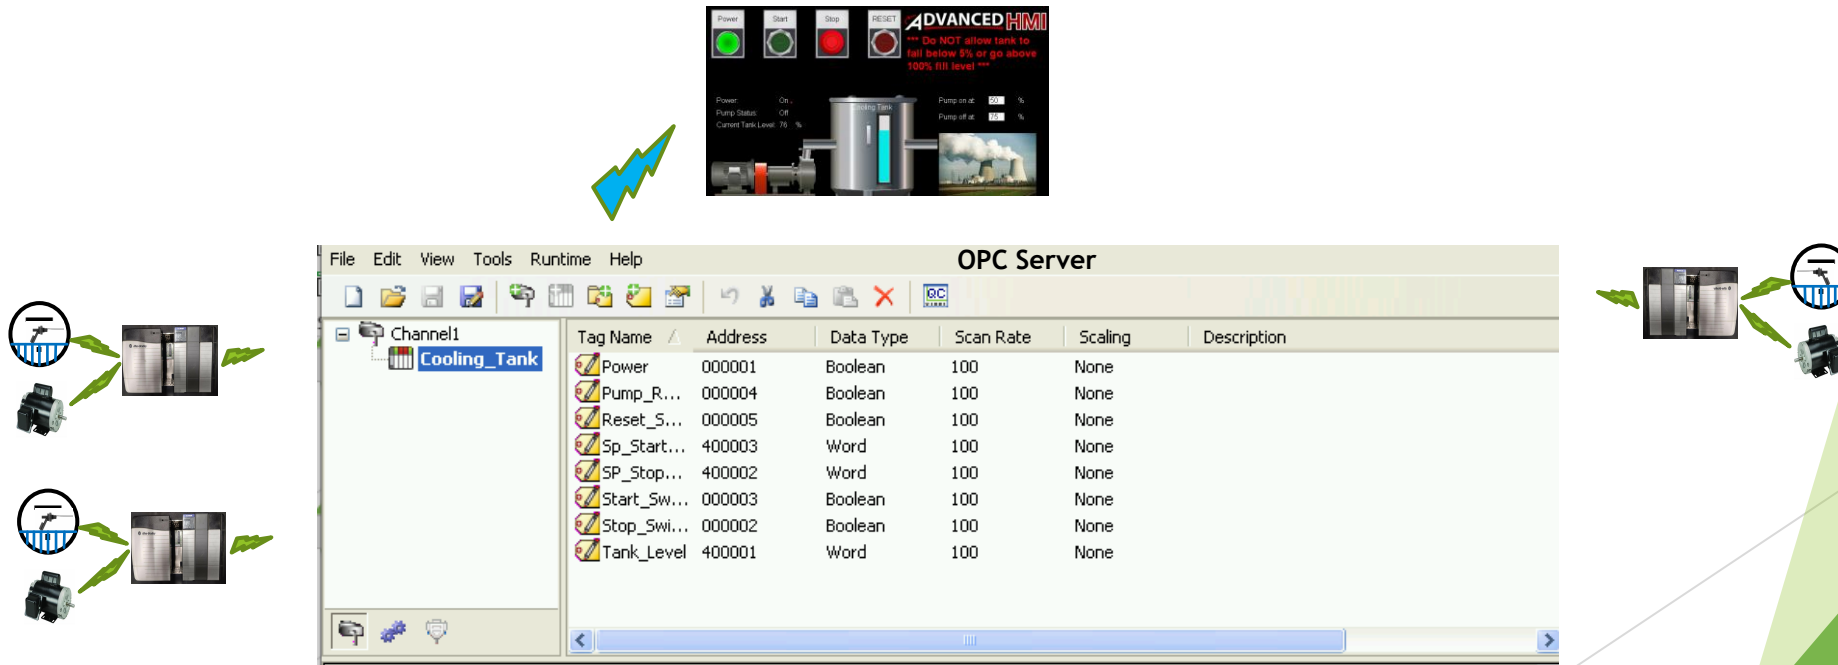 Power Start Stop RESET
ADVANCED HMI
*** Do NOT allow tank to
fall below 5% or go above
100% fill level ***
Power: On
Pump Status: Off
Current Tank Level: 76 %
Cooling Tank
Pump on at: 50 %
Pump off at: 75 %
File Edit View Tools Runtime Help
OPC Server
Channel1
Cooling_Tank
Tag Name Address Data Type Scan Rate Scaling Description
Power 000001 Boolean 100 None
Pump_R... 000004 Boolean 100 None
Reset_S... 000005 Boolean 100 None
Sp_Start... 400003 Word 100 None
SP_Stop... 400002 Word 100 None
Start_Sw... 000003 Boolean 100 None
Stop_Swi... 000002 Boolean 100 None
Tank_Level 400001 Word 100 None